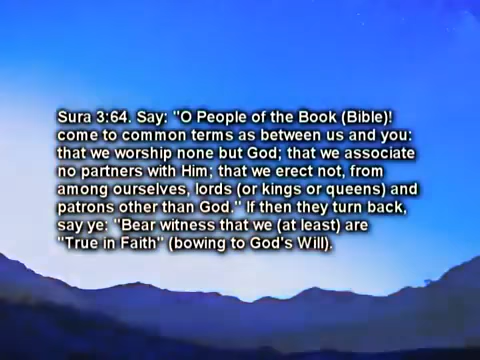 Sura 3:64. Say: "O People of the Book (Bible)!
come to common terms as between us and you:
that we worship none but God; that we associate
no partners with Him; that we erect not, from
among ourselves, lords (or kings or queens) and
patrons other than God." If then they turn back,
say ye: "Bear witness that we (at least) are
"True in Faith" (bowing to God's Will).